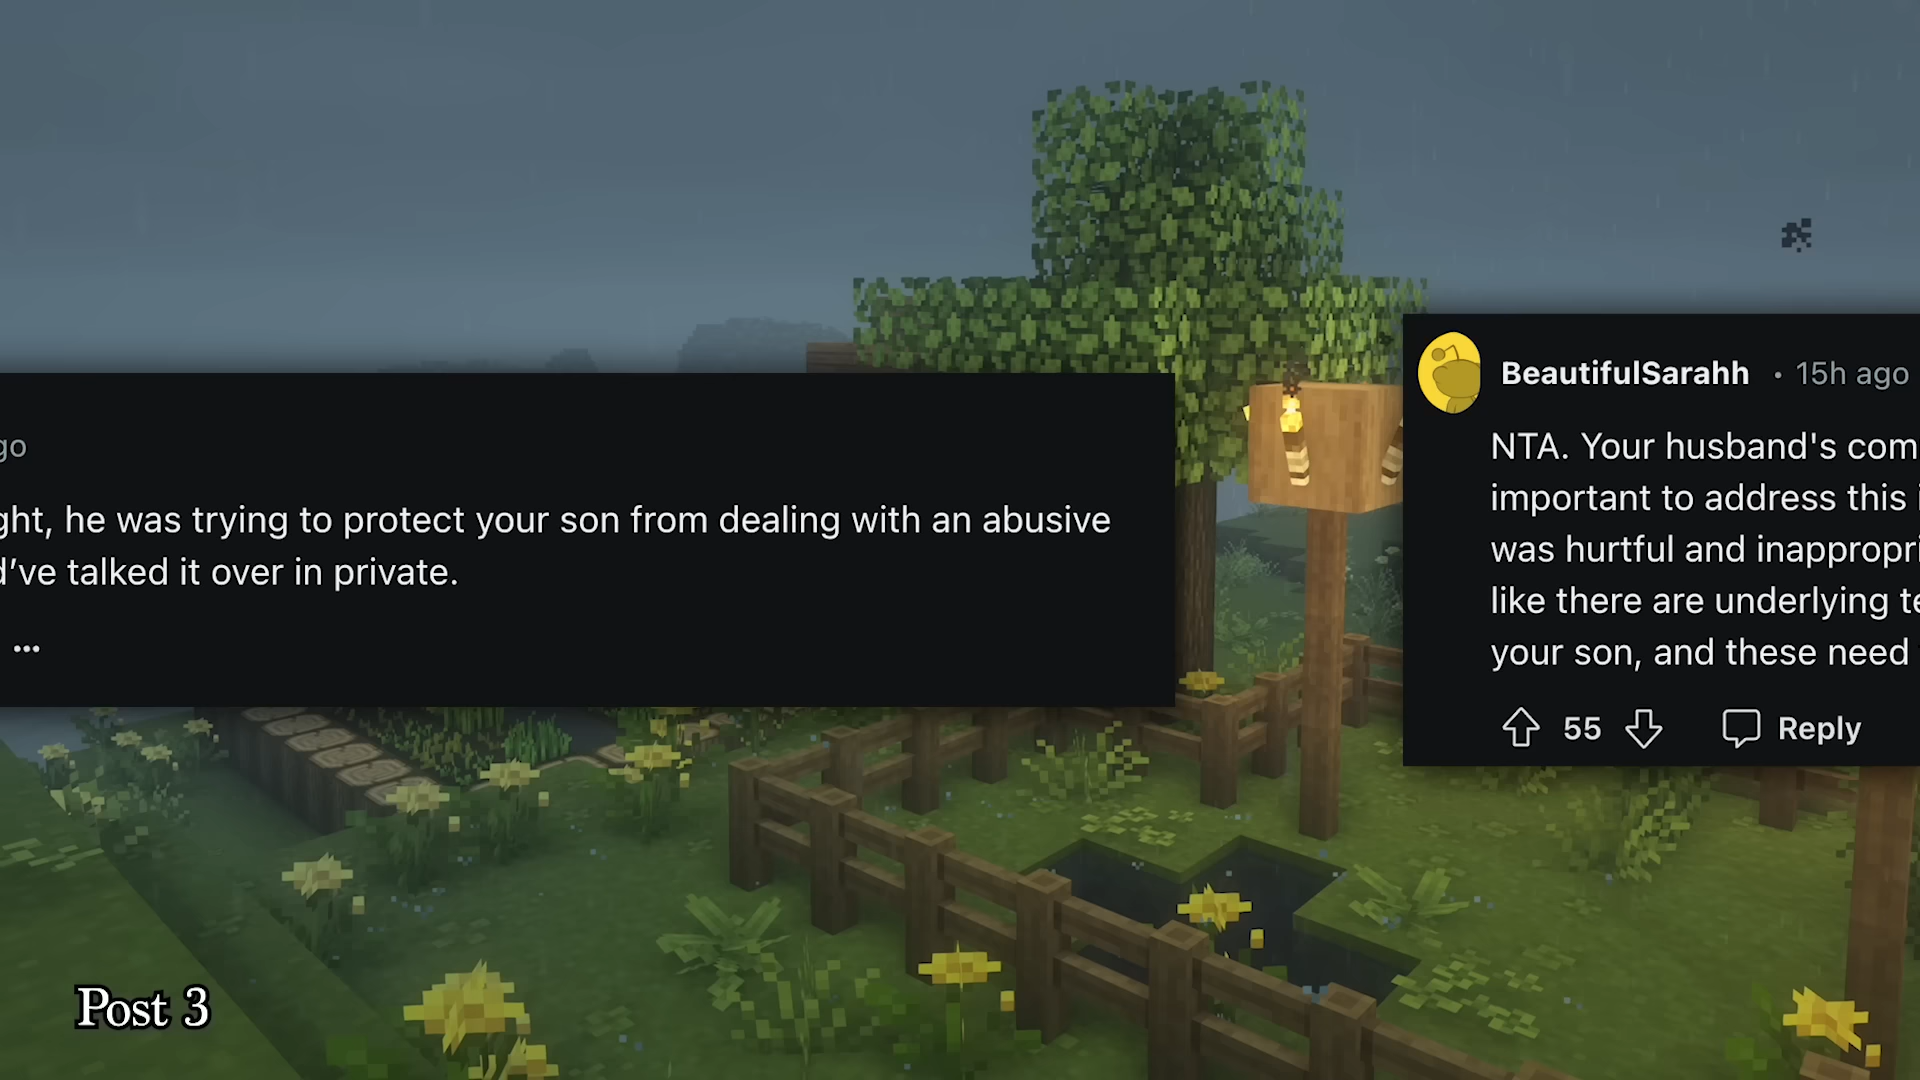 go
ght, he was trying to protect your son from dealing with an abusive
d’ve talked it over in private.
BeautifulSarahh • 15h ago
NTA. Your husband's com
important to address this i
was hurtful and inappropri
like there are underlying te
your son, and these need
55 Reply
Post 3